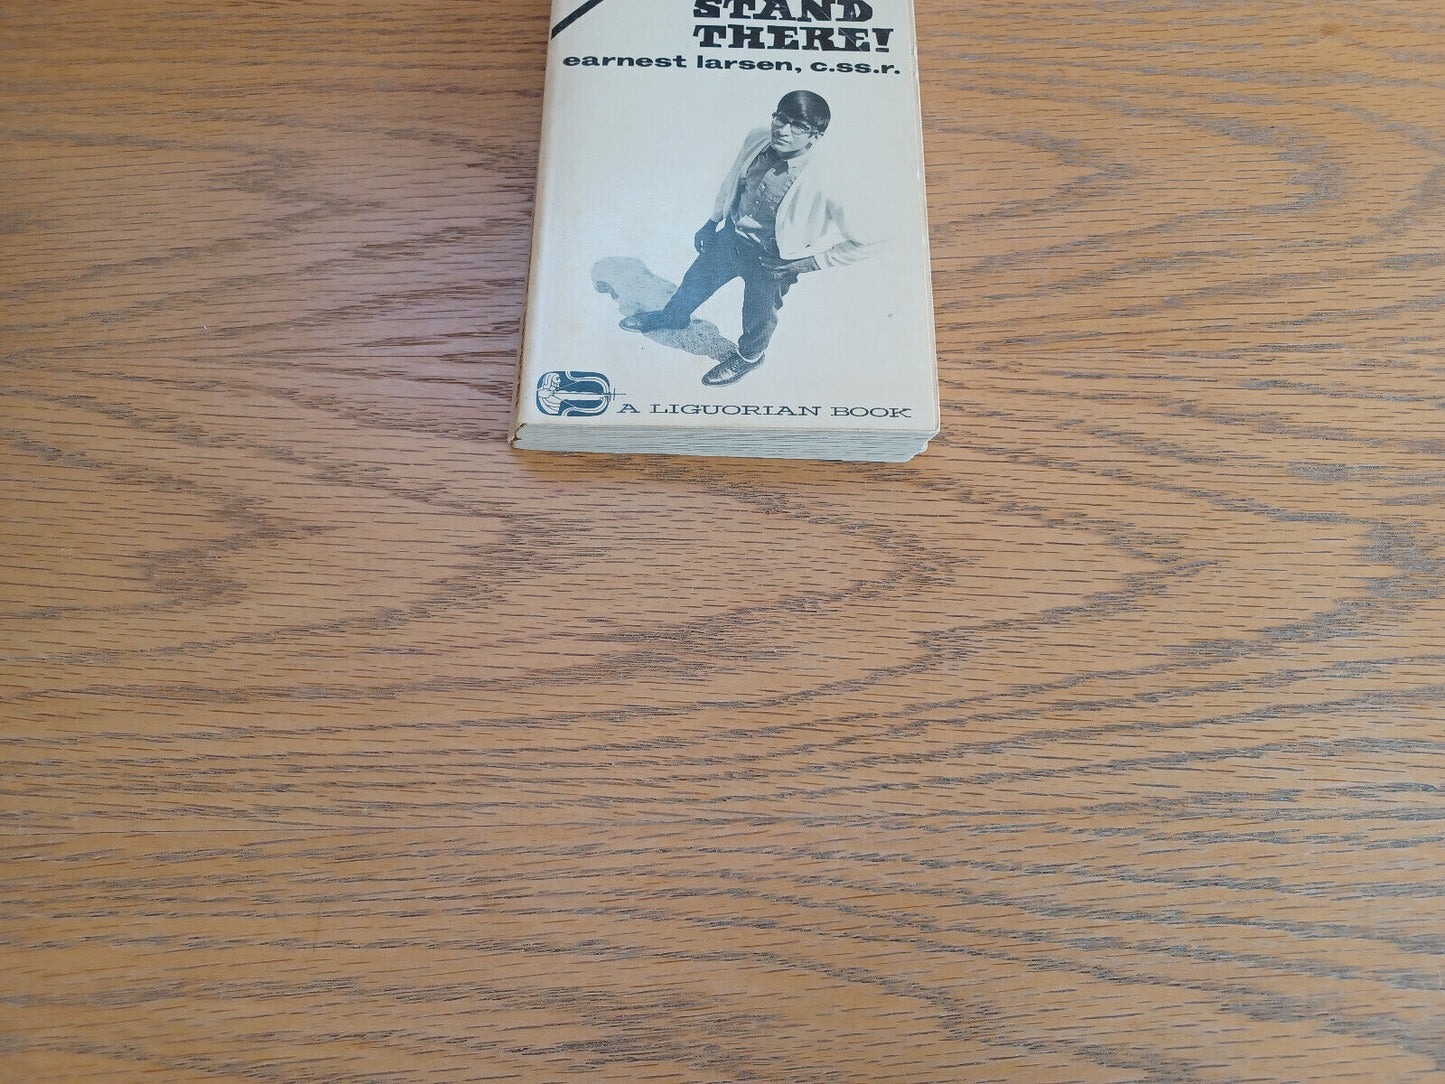 STAND
THERE!
earnest larsen, c.ss.r.
A LIGUORIAN BOOK